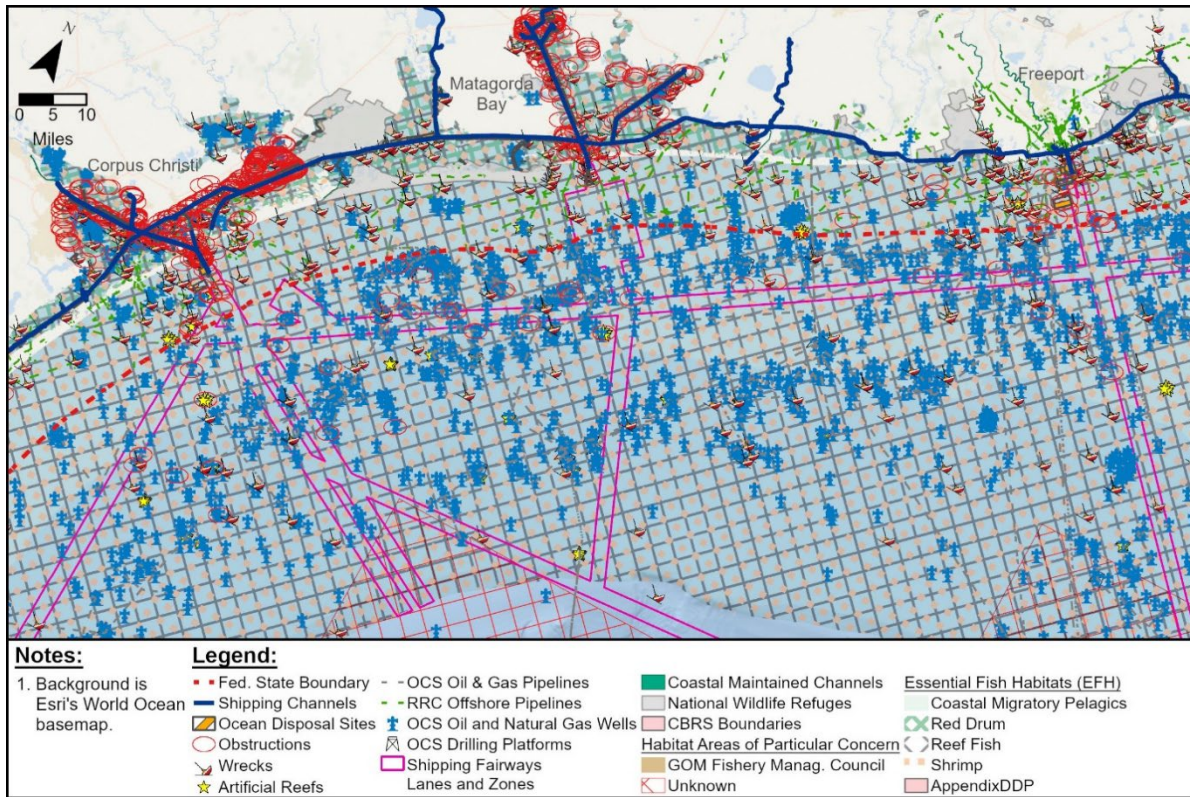 N
0 5 10
Miles
Corpus Christi
Matagorda
Bay
Freeport
Notes:
1. Background is
Esri's World Ocean
basemap.
Legend:
Fed. State Boundary
Shipping Channels
Ocean Disposal Sites
Obstructions
Wrecks
Artificial Reefs
OCS Oil & Gas Pipelines
RRC Offshore Pipelines
OCS Oil and Natural Gas Wells
OCS Drilling Platforms
Shipping Fairways
Lanes and Zones
Coastal Maintained Channels
National Wildlife Refuges
CBRS Boundaries
Habitat Areas of Particular Concern
GOM Fishery Manag. Council
Unknown
Essential Fish Habitats (EFH)
Coastal Migratory Pelagics
Red Drum
Reef Fish
Shrimp
AppendixDDP